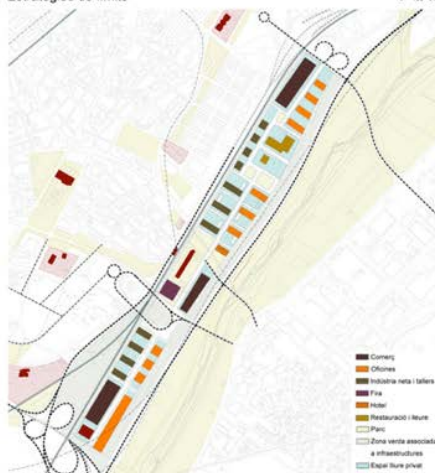 Comerç
Oficines
Indústria neta i tallers
Fira
Hotel
Restauració i lleure
Parc
Zona verda associada
a infraestructures
Espai lliure privat